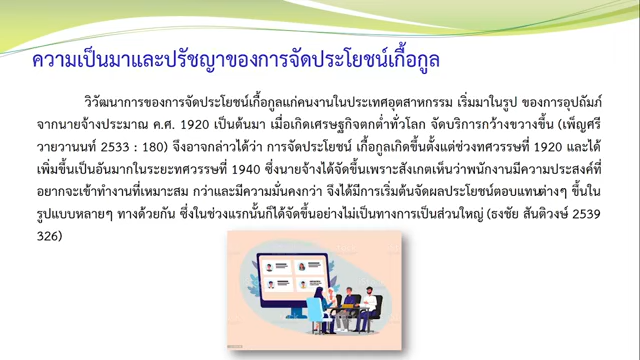 ความเป็นมาและปรัชญาของการจัดประโยชน์เกื้อกูล
วิวัฒนาการของการจัดประโยชน์เกื้อกูลแก่คนงานในประเทศอุตสาหกรรม เริ่มมาในรูป ของการอุปถัมภ์
จากนายจ้างประมาณ ค.ศ. 1920 เป็นต้นมา เมื่อเกิดเศรษฐกิจตกต่ำทั่วโลก จัดบริการกว้างขวางขึ้น (เพ็ญศรี
วายวานนท์ 2533 : 180) จึงอาจกล่าวได้ว่า การจัดประโยชน์ เกื้อกูลเกิดขึ้นตั้งแต่ช่วงทศวรรษที่ 1920 และได้
เพิ่มขึ้นเป็นอันมากในระยะทศวรรษที่ 1940 ซึ่งนายจ้างได้จัดขึ้นเพราะสังเกตเห็นว่าพนักงานมีความประสงค์ที่
อยากจะเข้าทำงานที่เหมาะสม กว่าและมีความมั่นคงกว่า จึงได้มีการเริ่มต้นจัดผลประโยชน์ตอบแทนต่างๆ ขึ้นใน
รูปแบบหลายๆ ทางด้วยกัน ซึ่งในช่วงแรกนั้นก็ได้จัดขึ้นอย่างไม่เป็นทางการเป็นส่วนใหญ่ (ธงชัย สันติวงษ์ 2539
326)